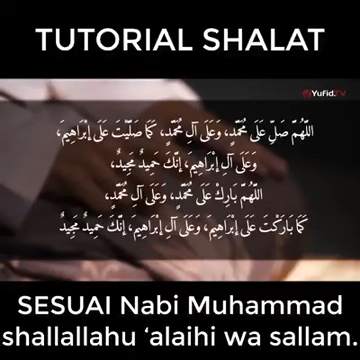 TUTORIAL SHALAT
YUFID.TV
اللَّهُمَّ صَلِّ عَلَى مُحَمَّدٍ، وَعَلَى آلِ مُحَمَّدٍ، كَمَا صَلَّيْتَ عَلَى إِبْرَاهِيمَ،
وَعَلَى آلِ إِبْرَاهِيمَ، إِنَّكَ حَمِيدٌ مَجِيدٌ،
اللَّهُمَّ بَارِكْ عَلَى مُحَمَّدٍ، وَعَلَى آلِ مُحَمَّدٍ،
كَمَا بَارَكْتَ عَلَى إِبْرَاهِيمَ، وَعَلَى آلِ إِبْرَاهِيمَ، إِنَّكَ حَمِيدٌ مَجِيدٌ
SESUAI Nabi Muhammad
shallallahu ‘alaihi wa sallam.